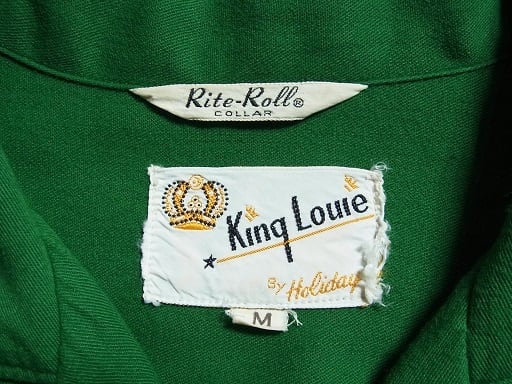 Rite-Roll®
COLLAR
King Louie
By Holiday
M